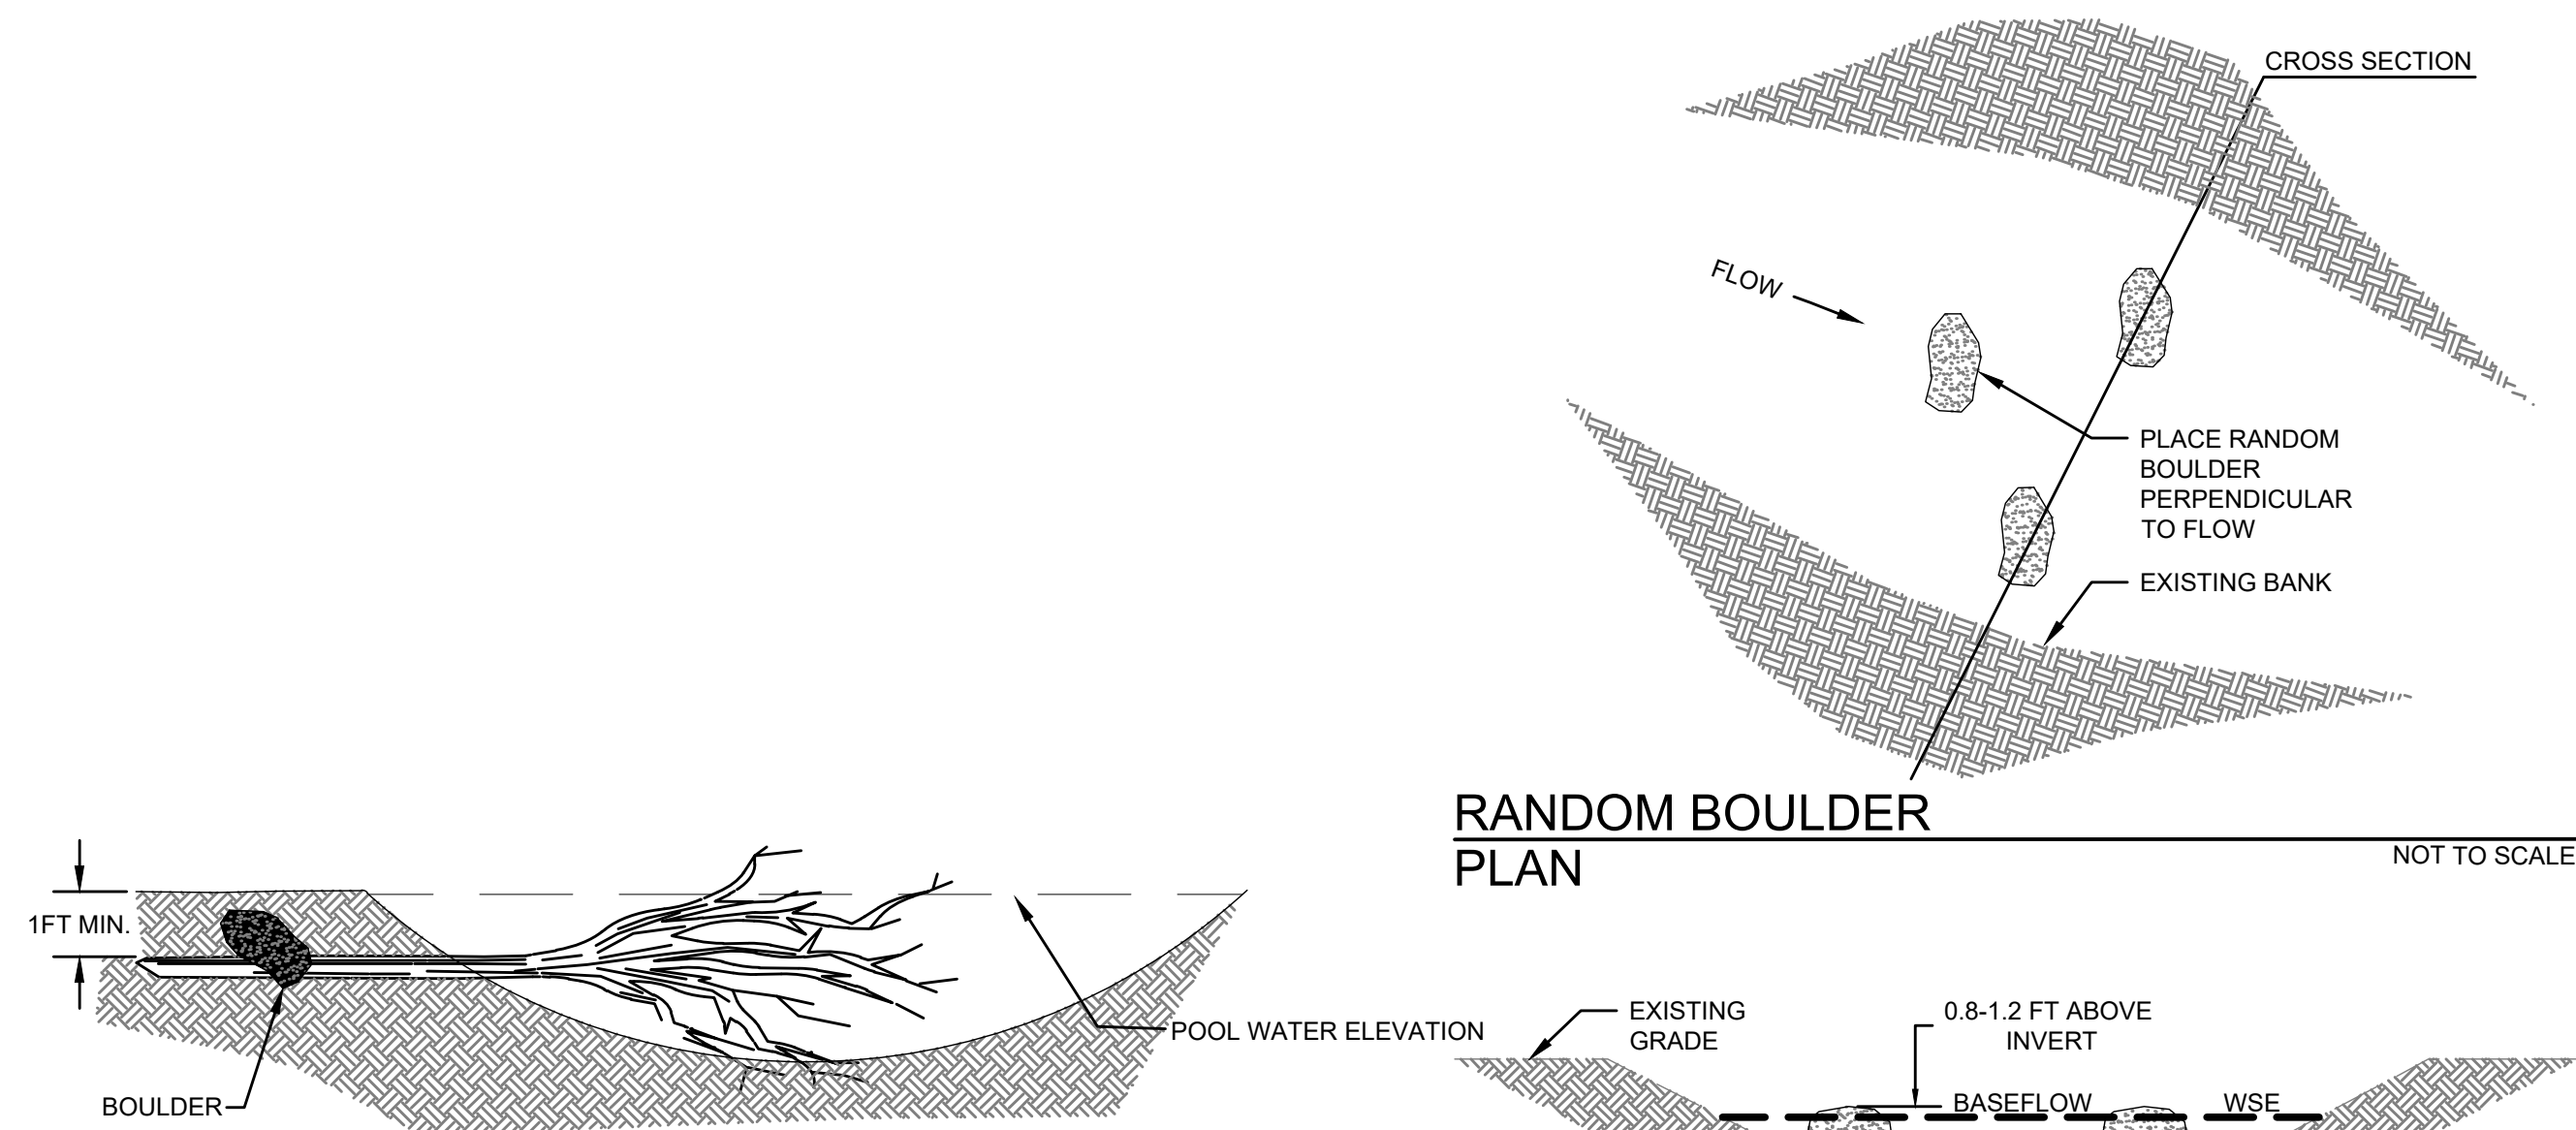 CROSS SECTION
FLOW
PLACE RANDOM
BOULDER
PERPENDICULAR
TO FLOW
EXISTING BANK
RANDOM BOULDER
PLAN
NOT TO SCALE
1FT MIN.
POOL WATER ELEVATION
BOULDER
EXISTING
GRADE
0.8-1.2 FT ABOVE
INVERT
BASEFLOW WSE